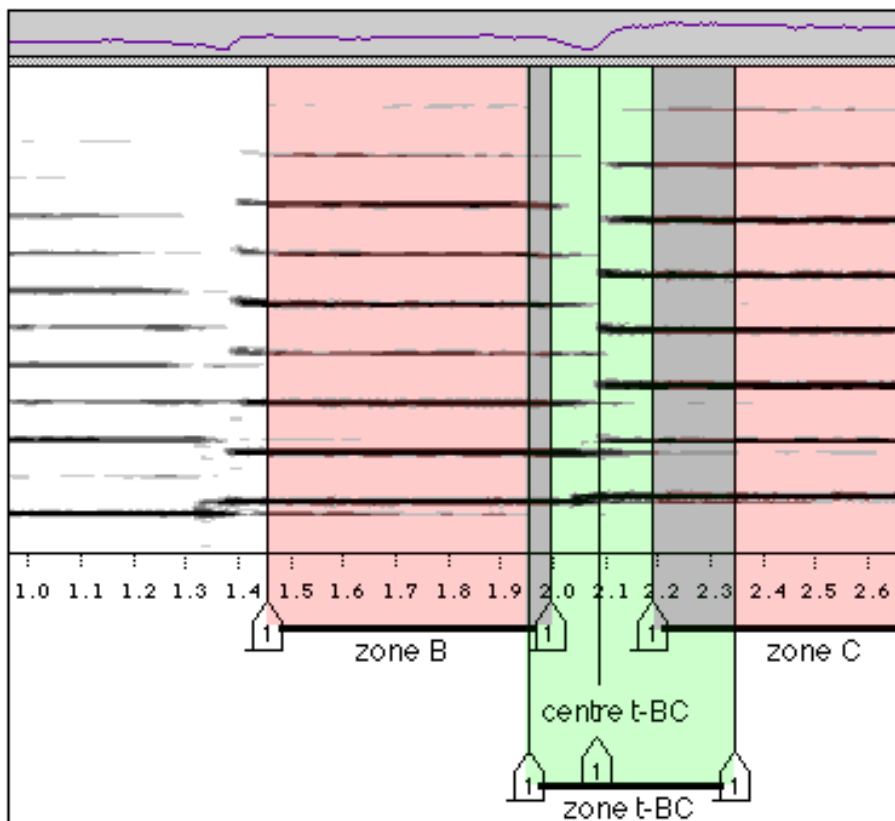 1.0 1.1 1.2 1.3 1.4 1.5 1.6 1.7 1.8 1.9 2.0 2.1 2.2 2.3 2.4 2.5 2.6
1 1 1
zone B zone C
centre t-BC
1 1 1
zone t-BC